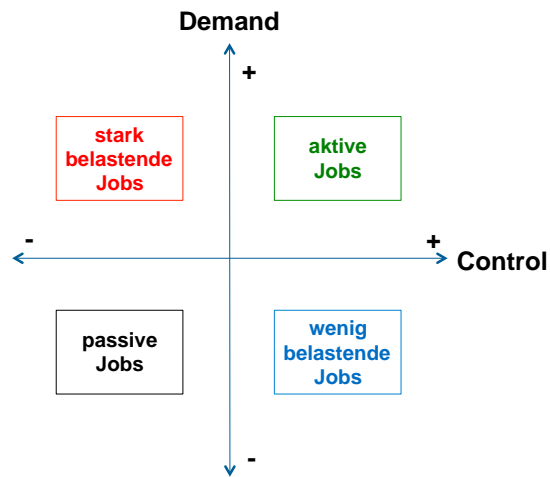 Demand
+
stark
belastende
Jobs
aktive
Jobs
-
+
Control
passive
Jobs
wenig
belastende
Jobs
-